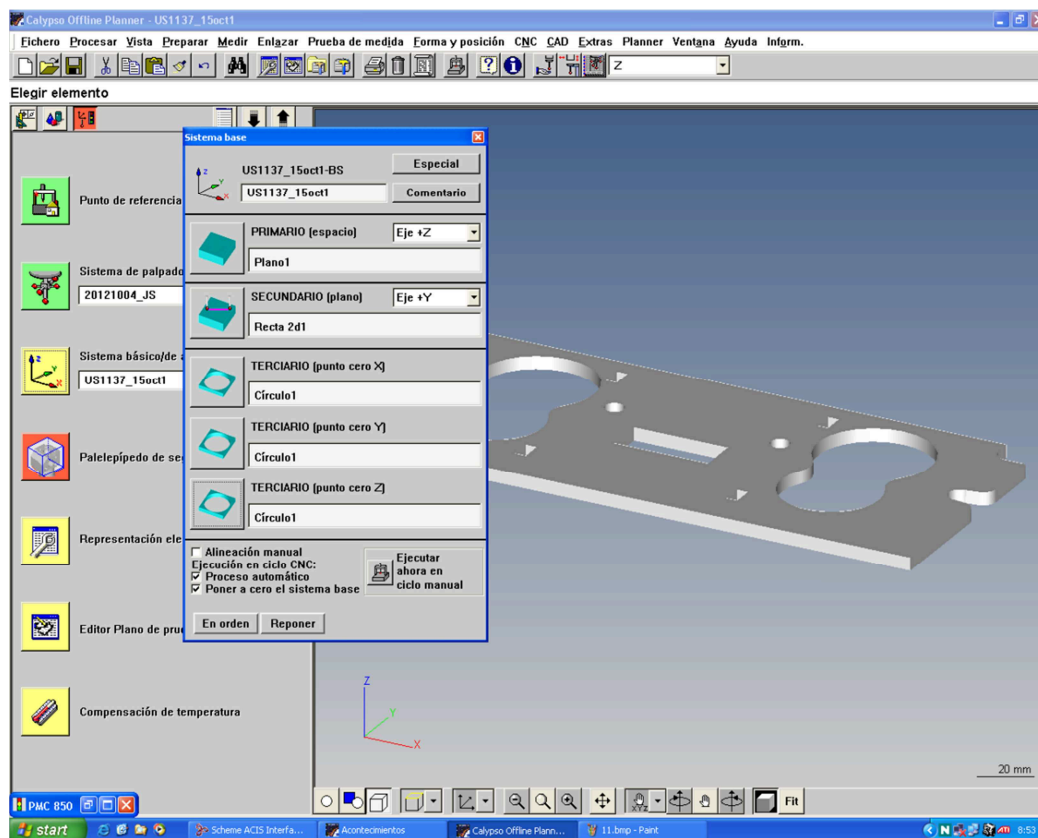 Calypso Offline Planner - US1137_15oct1
Fichero Procesar Vista Preparar Medir Enlazar Prueba de medida Forma y posición CNC CAD Extras Planner Ventana Ayuda Inform.
Z
Elegir elemento
Sistema base
US1137_15oct1-BS
Especial
US1137_15oct1
Comentario
PRIMARIO (espacio)
Eje +Z
Plano1
SECUNDARIO (plano)
Eje +Y
Recta 2d1
TERCIARIO (punto cero X)
Círculo1
TERCIARIO (punto cero Y)
Círculo1
TERCIARIO (punto cero Z)
Círculo1
Alineación manual
Ejecución en ciclo CNC:
Proceso automático
Poner a cero el sistema base
Ejecutar
ahora en
ciclo manual
En orden
Reponer
Punto de referencia
Sistema de palpado
20121004_JS
Sistema básico/de a
US1137_15oct1
Palelepípedo de se
Representación ele
Editor Plano de pru
Compensación de temperatura
Z
Y
X
20 mm
PMC 850
Fit
start
Scheme ACIS Interfa...
Acontecimientos
Calypso Offline Plann...
11.bmp - Paint
8:53